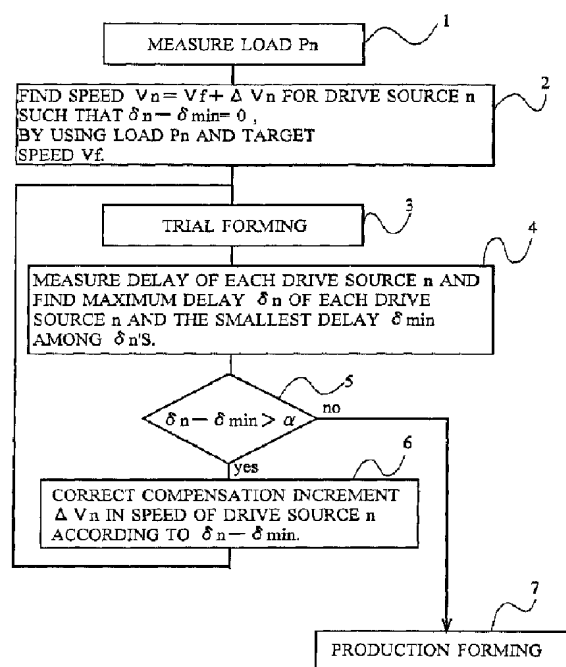 1
MEASURE LOAD Pn
2
FIND SPEED Vn=Vf+ΔVn FOR DRIVE SOURCE n
SUCH THAT δn−δmin=0,
BY USING LOAD Pn AND TARGET
SPEED Vf.
3
TRIAL FORMING
4
MEASURE DELAY OF EACH DRIVE SOURCE n AND
FIND MAXIMUM DELAY δn OF EACH DRIVE
SOURCE n AND THE SMALLEST DELAY δmin
AMONG δn'S.
5
δn−δmin>α
no
yes
6
CORRECT COMPENSATION INCREMENT
ΔVn IN SPEED OF DRIVE SOURCE n
ACCORDING TO δn−δmin.
7
PRODUCTION FORMING